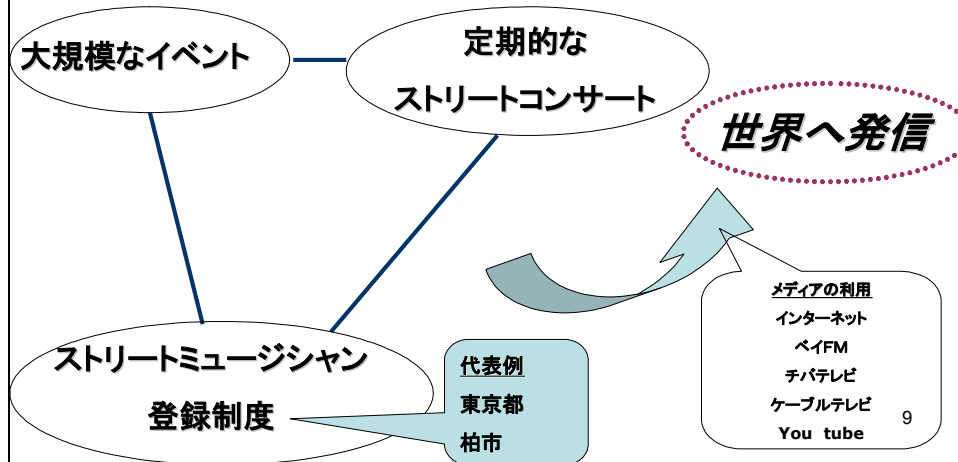 大規模なイベント
定期的な
ストリートコンサート
世界へ発信
ストリートミュージシャン
登録制度
代表例
東京都
柏市
メディアの利用
インターネット
ベイFM
チバテレビ
ケーブルテレビ
You tube
9